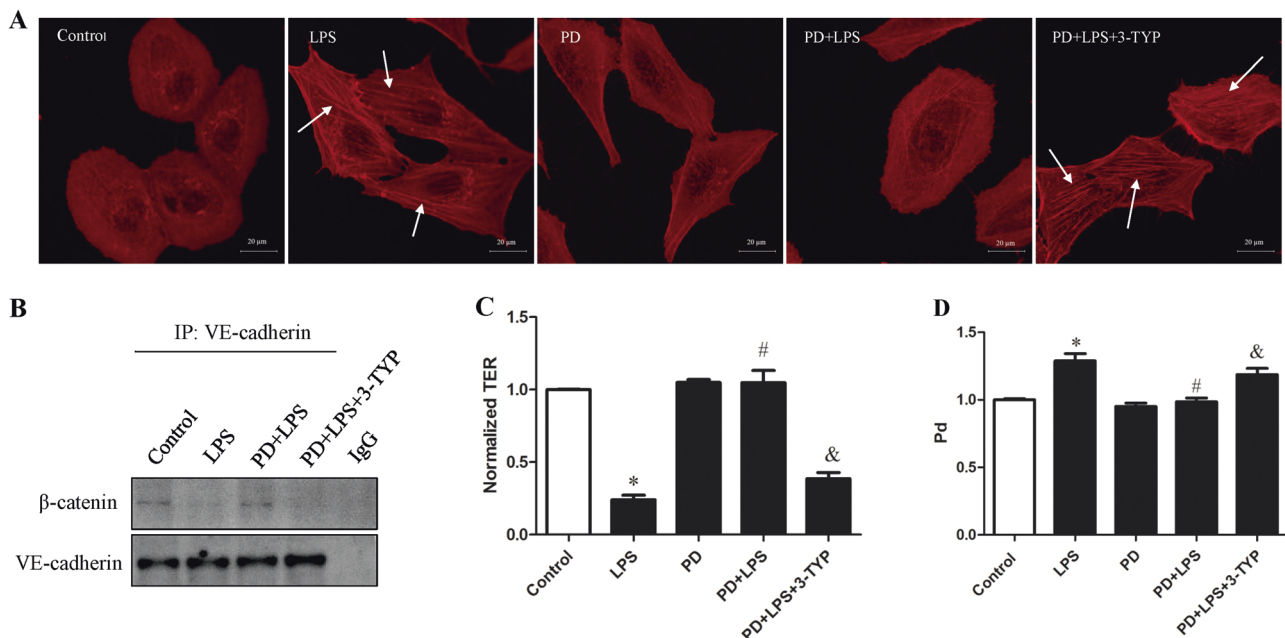 A
Control
LPS
PD
PD+LPS
PD+LPS+3-TYP
20 μm
20 μm
20 μm
20 μm
20 μm
B
IP: VE-cadherin
Control
LPS
PD+LPS
PD+LPS+3-TYP
IgG
β-catenin
VE-cadherin
C
Normalized TER
1.5
1.0
0.5
0.0
*
#
&
Control
LPS
PD
PD+LPS
PD+LPS+3-TYP
D
Pd
1.5
1.0
0.5
0.0
*
#
&
Control
LPS
PD
PD+LPS
PD+LPS+3-TYP